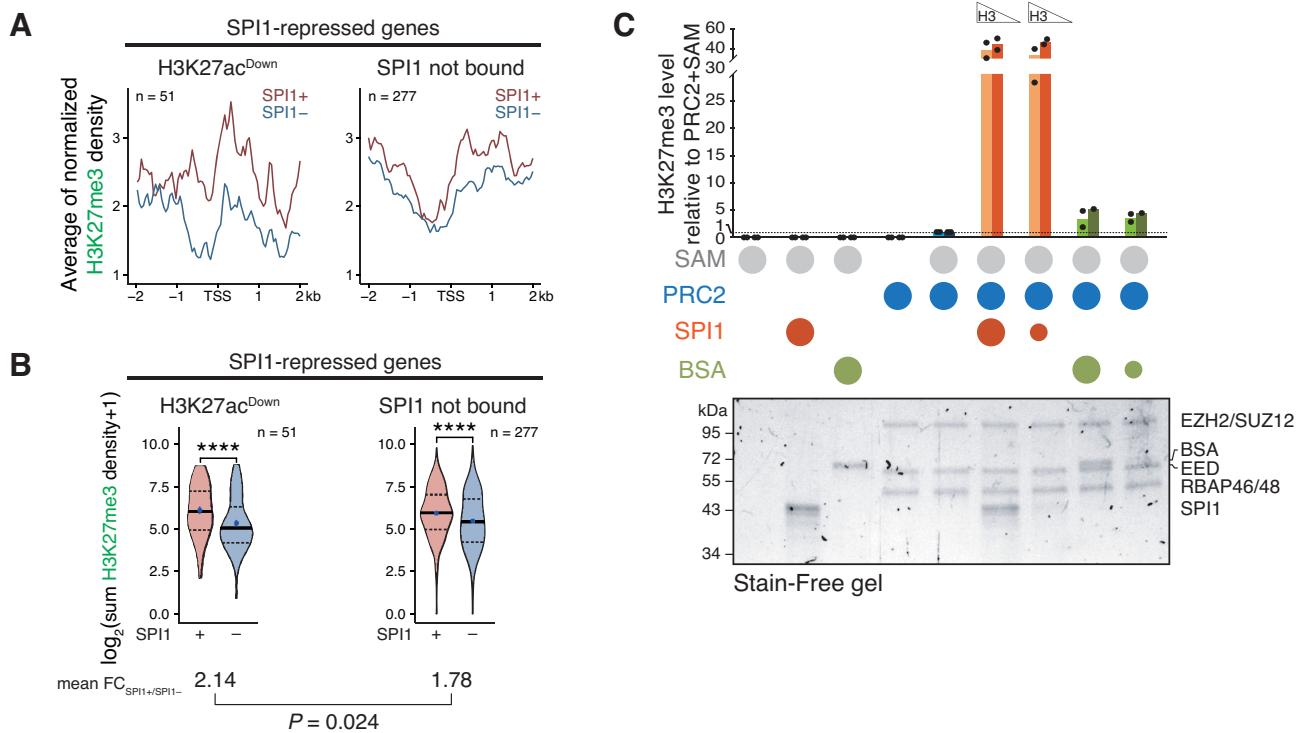 A
SPI1-repressed genes
H3K27ac^Down
SPI1 not bound
n = 51
SPI1+
SPI1−
n = 277
SPI1+
SPI1−
Average of normalized
H3K27me3 density
3
2
1
3
2
1
−2 −1 TSS 1 2 kb
−2 −1 TSS 1 2 kb
B
SPI1-repressed genes
H3K27ac^Down
SPI1 not bound
n = 51
n = 277
****
****
log₂(sum H3K27me3 density+1)
10.0
7.5
5.0
2.5
0.0
10.0
7.5
5.0
2.5
0.0
SPI1 + −
SPI1 + −
mean FC SPI1+/SPI1− 2.14 1.78
P = 0.024
C
H3 H3
H3K27me3 level
relative to PRC2+SAM
60
40
30
25
20
15
10
5
1
0
SAM
PRC2
SPI1
BSA
kDa
95
72
55
43
34
EZH2/SUZ12
BSA
EED
RBAP46/48
SPI1
Stain-Free gel